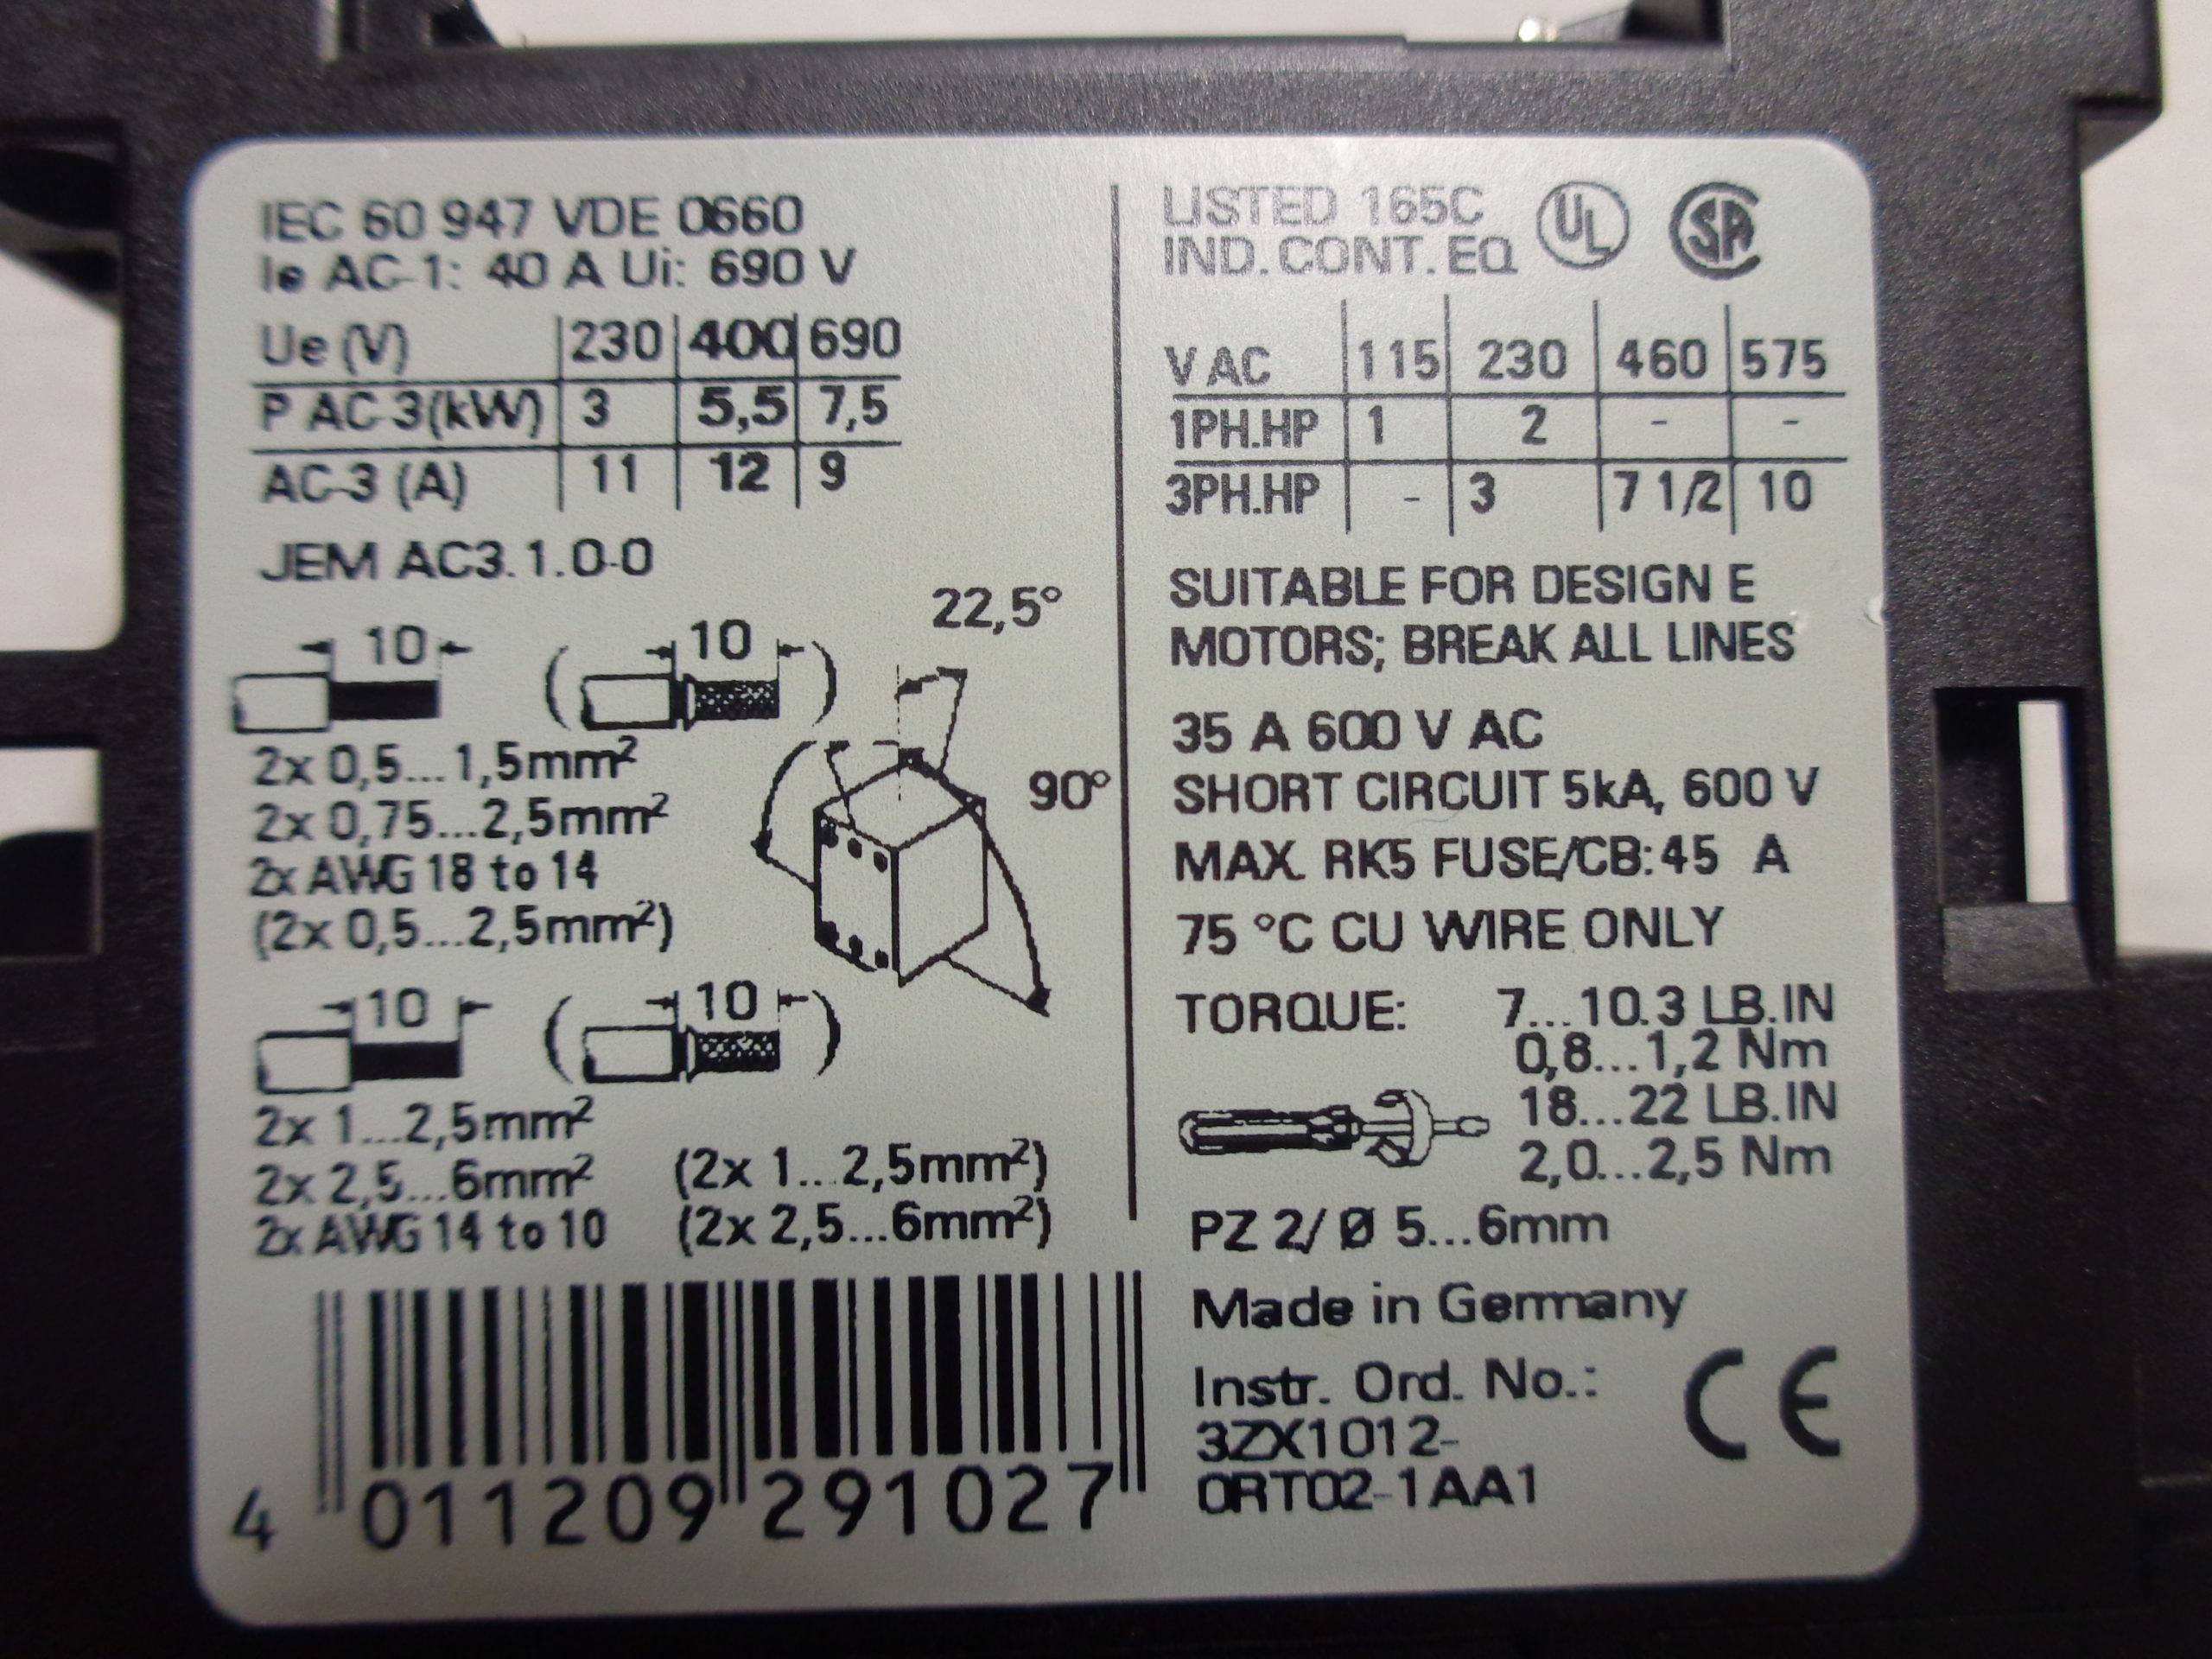 IEC 60 947 VDE 0660
Ie AC-1: 40 A Ui: 690 V
Ue (V) 230 400 690
P AC-3(kW) 3 5,5 7,5
AC-3 (A) 11 12 9
JEM AC3.1.0-0
22,5°
10 (10)
90°
2x 0,5...1,5mm²
2x 0,75...2,5mm²
2x AWG 18 to 14
(2x 0,5...2,5mm²)
10 (10)
2x 1...2,5mm²
2x 2,5...6mm² (2x 1...2,5mm²)
2x AWG 14 to 10 (2x 2,5...6mm²)
4 011209 291027
LISTED 165C UL SA
IND. CONT. EQ
V AC 115 230 460 575
1PH.HP 1 2 - -
3PH.HP - 3 7 1/2 10
SUITABLE FOR DESIGN E
MOTORS; BREAK ALL LINES
35 A 600 V AC
SHORT CIRCUIT 5kA, 600 V
MAX. RK5 FUSE/CB: 45 A
75 °C CU WIRE ONLY
TORQUE: 7...10.3 LB.IN
0,8...1,2 Nm
18...22 LB.IN
2,0...2,5 Nm
PZ 2/ Ø 5...6mm
Made in Germany
Instr. Ord. No.:
3ZX1012-
0RT02-1AA1
CE